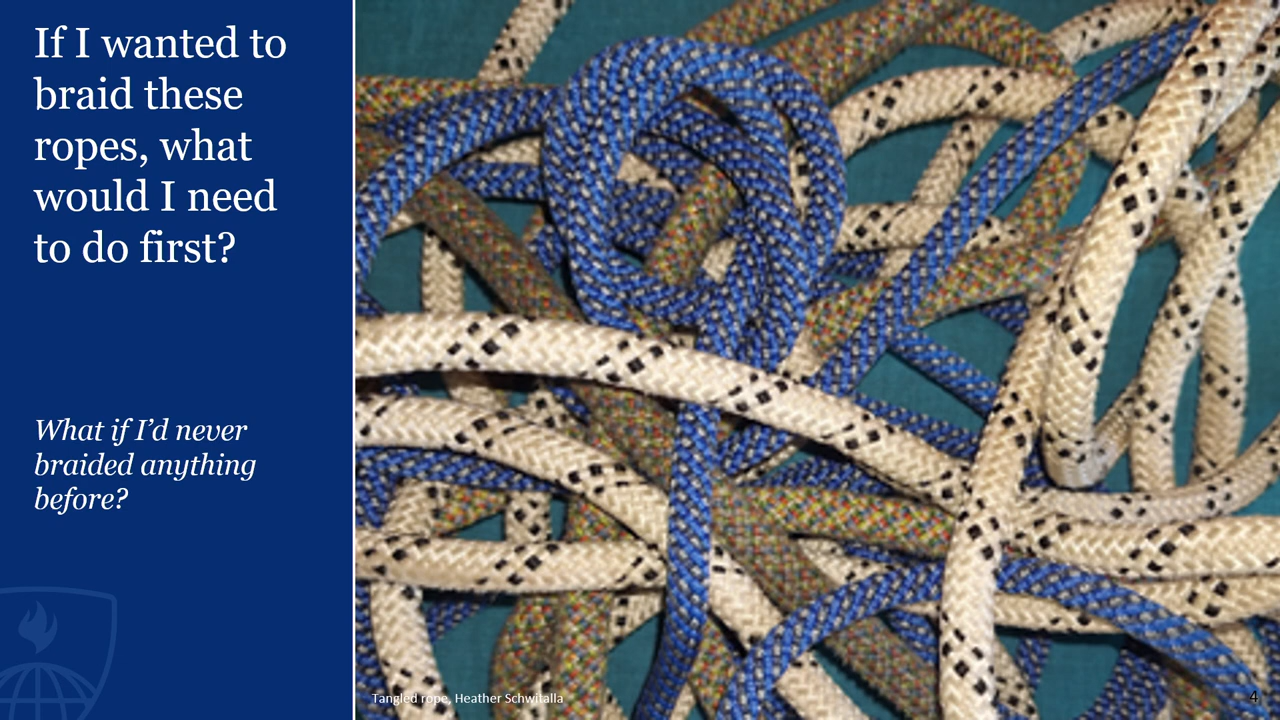 If I wanted to
braid these
ropes, what
would I need
to do first?
What if I’d never
braided anything
before?
Tangled rope, Heather Schwitalla
4